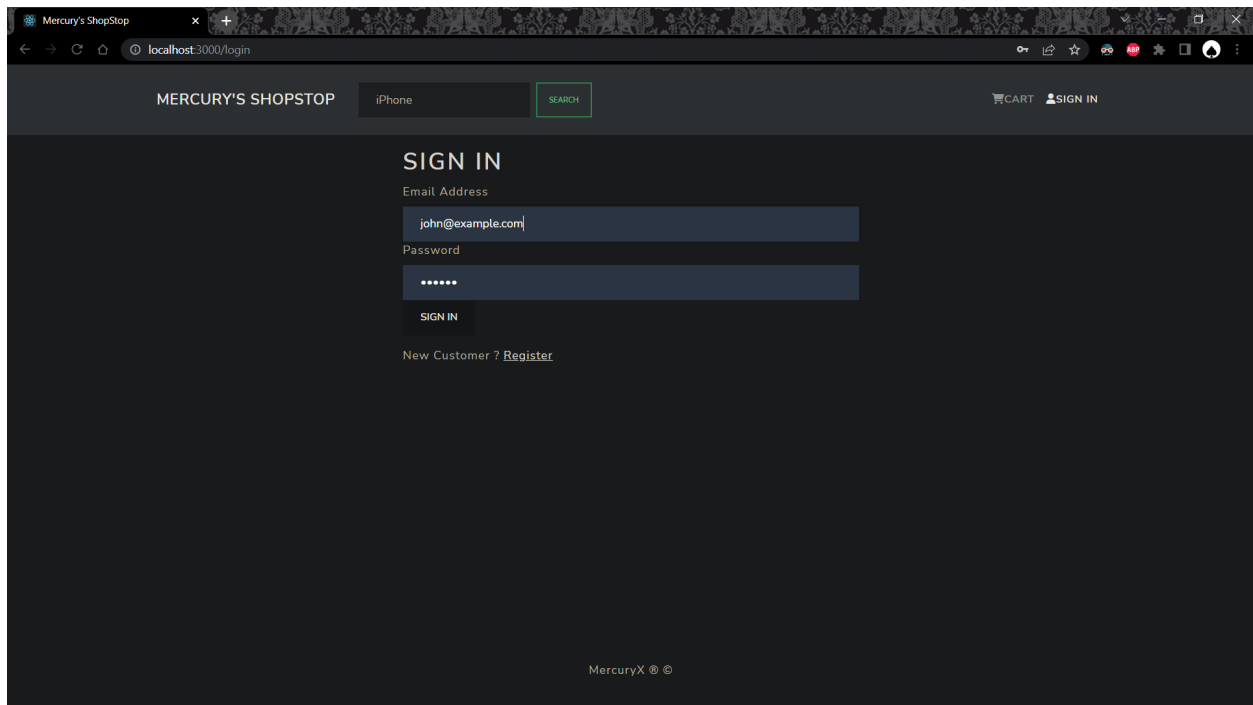 Mercury's ShopStop
localhost:3000/login
ABP
MERCURY'S SHOPSTOP iPhone SEARCH CART SIGN IN
SIGN IN
Email Address
john@example.com
Password
••••••
SIGN IN
New Customer ? Register
MercuryX ® ©